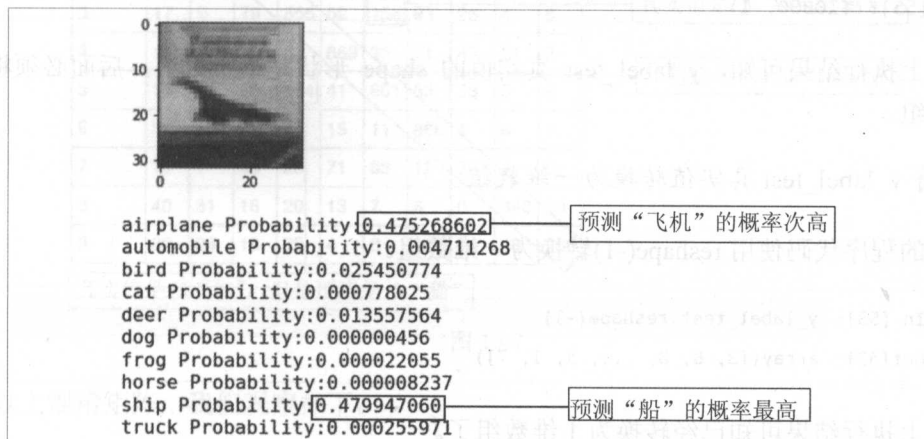 0
10
20
30
0 20
airplane Probability:0.475268602
预测“飞机”的概率次高
automobile Probability:0.004711268
bird Probability:0.025450774
cat Probability:0.000778025
deer Probability:0.013557564
dog Probability:0.000000456
frog Probability:0.000022055
horse Probability:0.000008237
ship Probability:0.479947060
预测“船”的概率最高
truck Probability:0.000255971